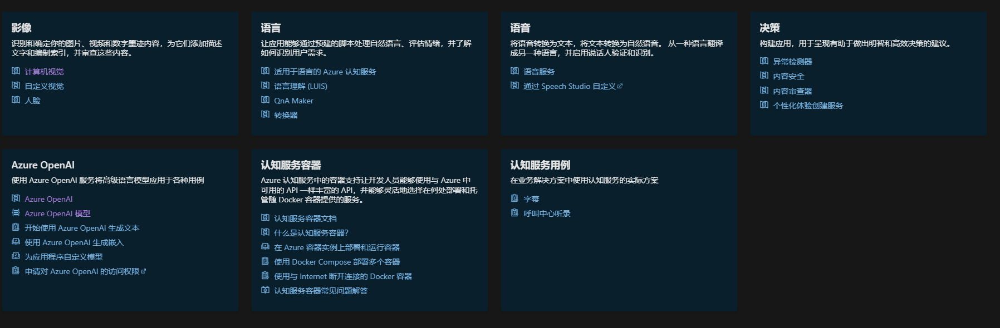 影像
识别和确定你的图片、视频和数字墨迹内容，为它们添加描述
文字和编制索引，并审查这些内容。
计算机视觉
自定义视觉
人脸
语言
让应用能够通过预建的脚本处理自然语言、评估情绪，并了解
如何识别用户需求。
适用于语言的 Azure 认知服务
语言理解 (LUIS)
QnA Maker
转换器
语音
将语音转换为文本，将文本转换为自然语音。 从一种语言翻译
成另一种语言，并启用说话人验证和识别。
语音服务
通过 Speech Studio 自定义
决策
构建应用，用于呈现有助于做出明智和高效决策的建议。
异常检测器
内容安全
内容审查器
个性化体验创建服务
Azure OpenAI
使用 Azure OpenAI 服务将高级语言模型应用于各种用例
Azure OpenAI
Azure OpenAI 模型
开始使用 Azure OpenAI 生成文本
使用 Azure OpenAI 生成嵌入
为应用程序自定义模型
申请对 Azure OpenAI 的访问权限
认知服务容器
Azure 认知服务中的容器支持让开发人员能够使用与 Azure 中
可用的 API 一样丰富的 API，并能够灵活地选择在何处部署和托
管随 Docker 容器提供的服务。
认知服务容器文档
什么是认知服务容器？
在 Azure 容器实例上部署和运行容器
使用 Docker Compose 部署多个容器
使用与 Internet 断开连接的 Docker 容器
认知服务容器常见问题解答
认知服务用例
在业务解决方案中使用认知服务的实际方案
字幕
呼叫中心听录